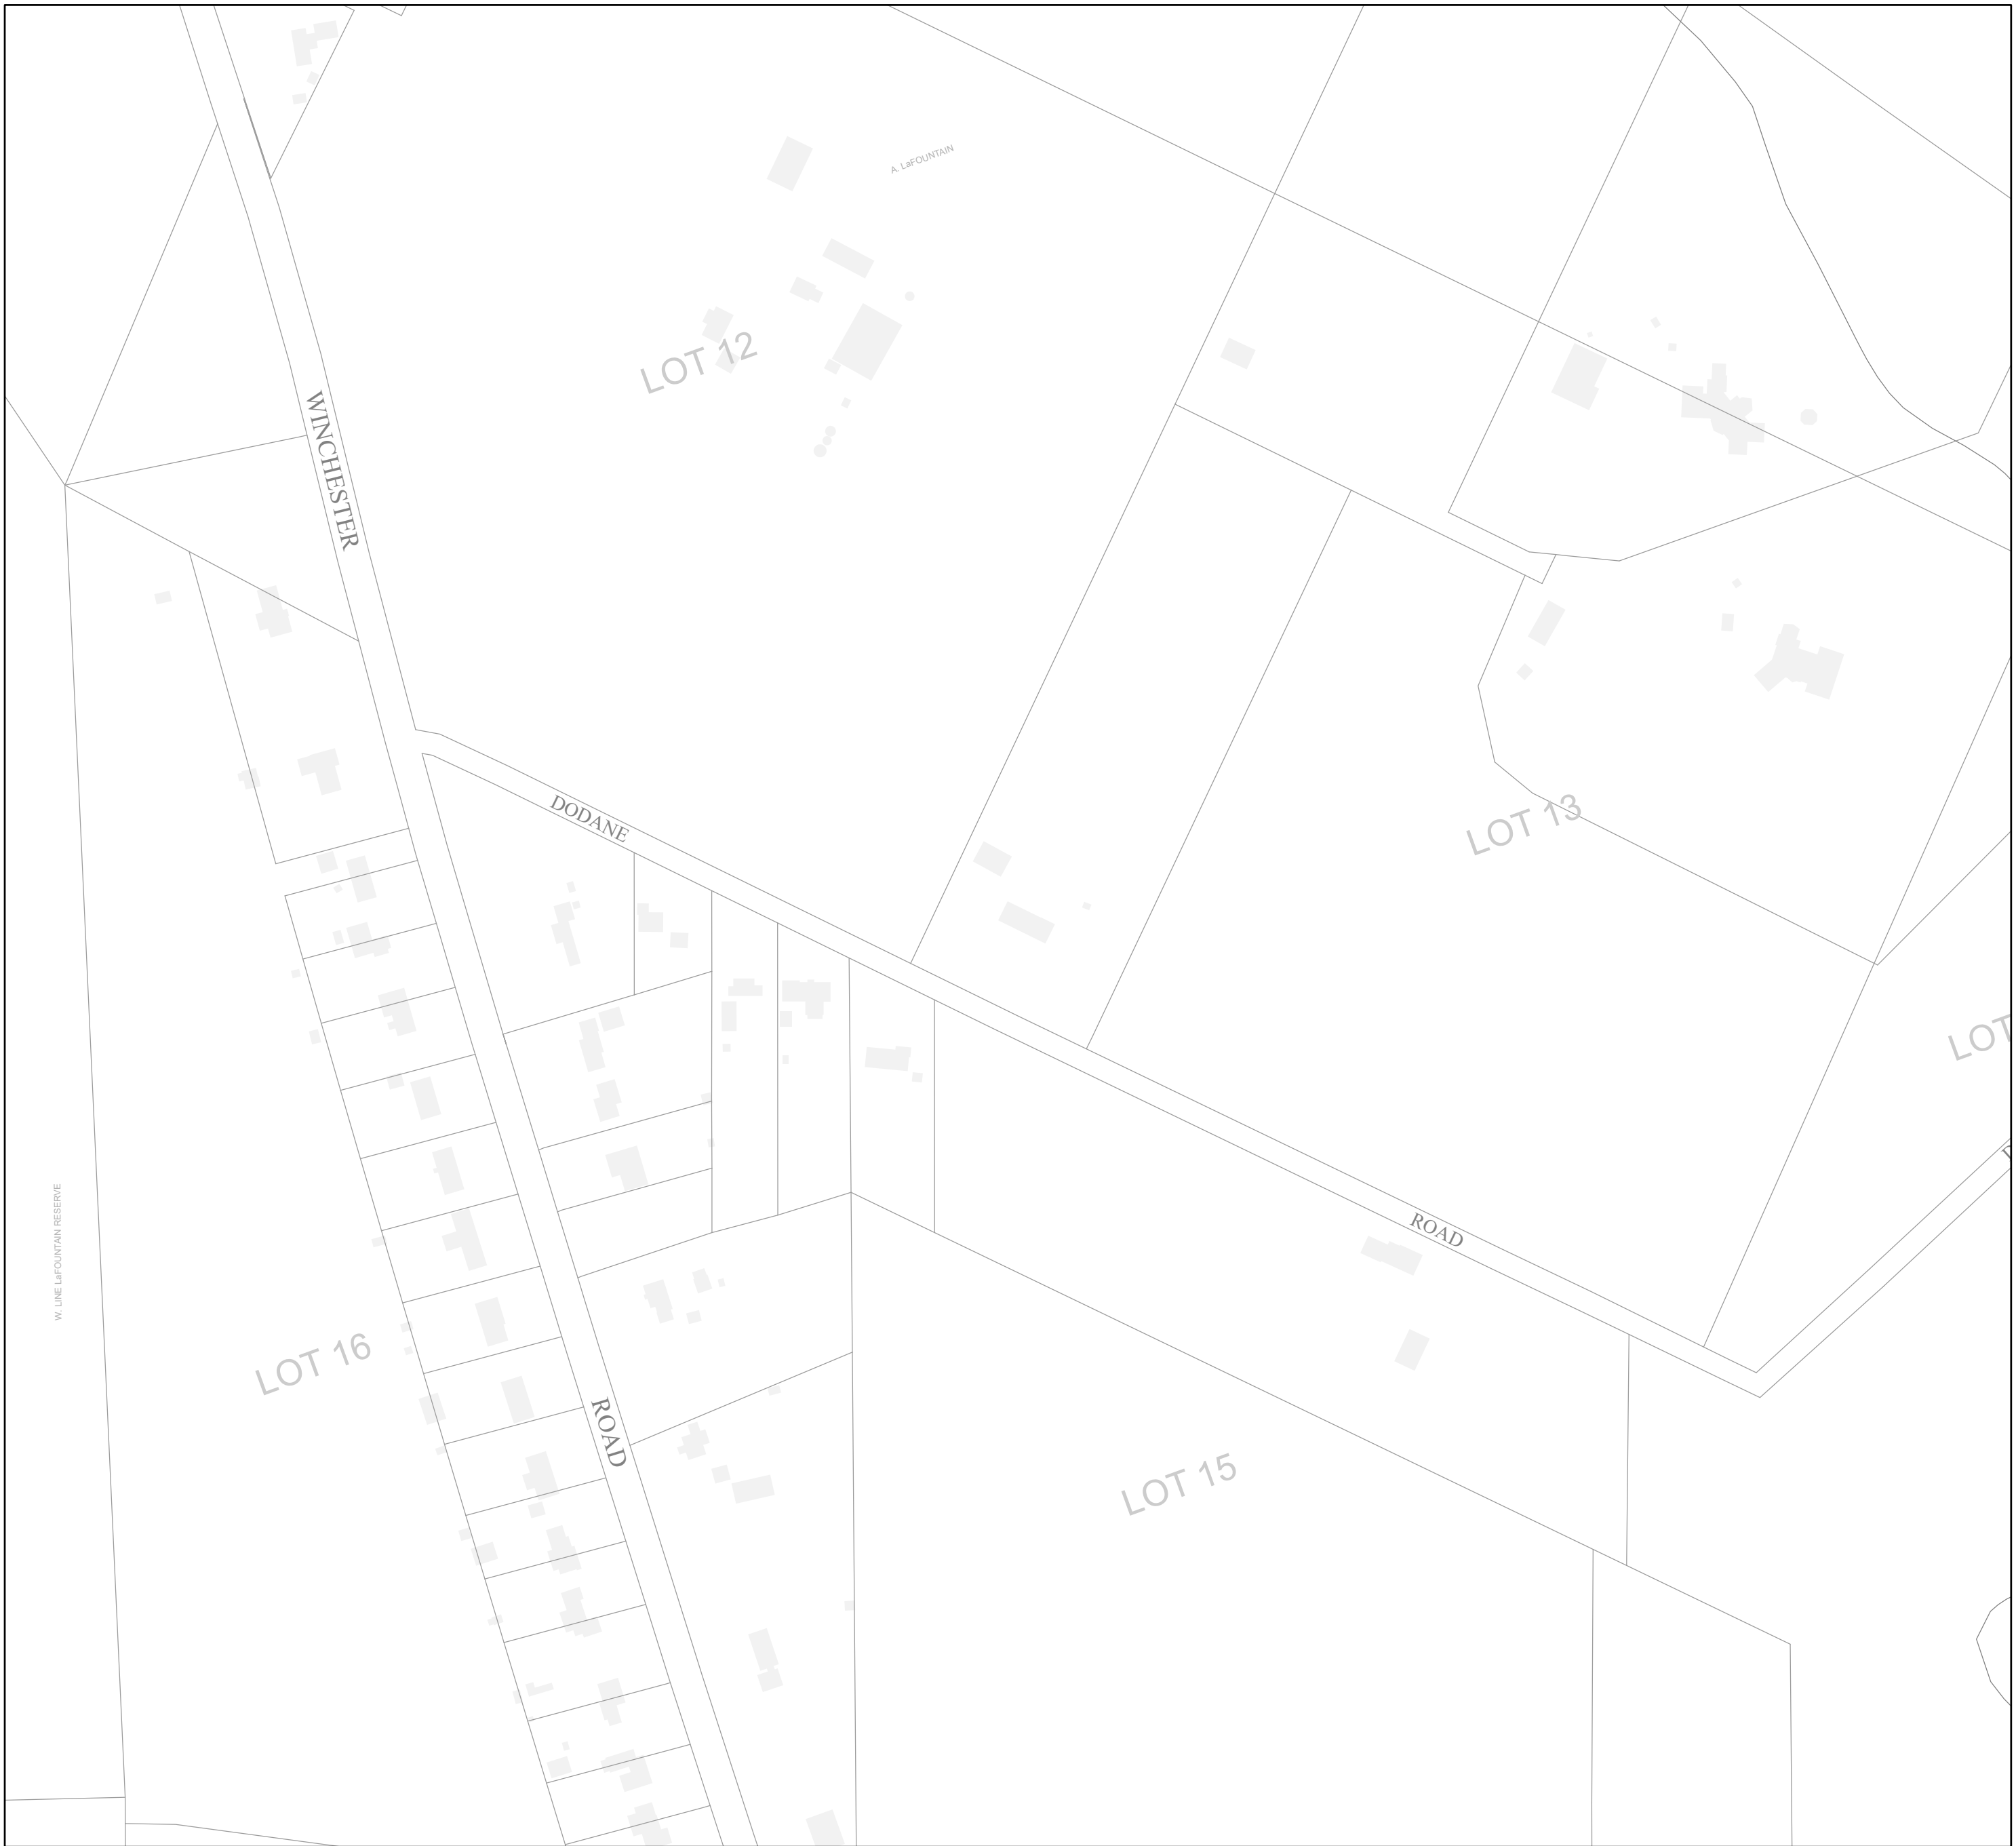 A. LaFOUNTAIN
LOT 12
WINCHESTER
DODANE
LOT 13
LOT
ROAD
W. LINE LaFOUNTAIN RESERVE
LOT 16
ROAD
LOT 15